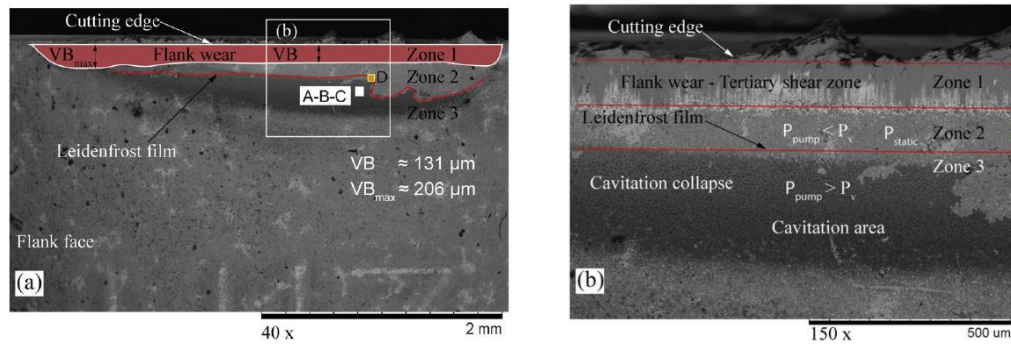 Cutting edge
(b)
VBmax
Flank wear
VB
Zone 1
D
Zone 2
A-B-C
Zone 3
Leidenfrost film
VB ≈ 131 µm
VBmax ≈ 206 µm
Flank face
(a)
40 x
2 mm
Cutting edge
Flank wear - Tertiary shear zone
Zone 1
Leidenfrost film
Ppump < Pv
Pstatic
Zone 2
Zone 3
Cavitation collapse
Ppump > Pv
Cavitation area
(b)
150 x
500 um